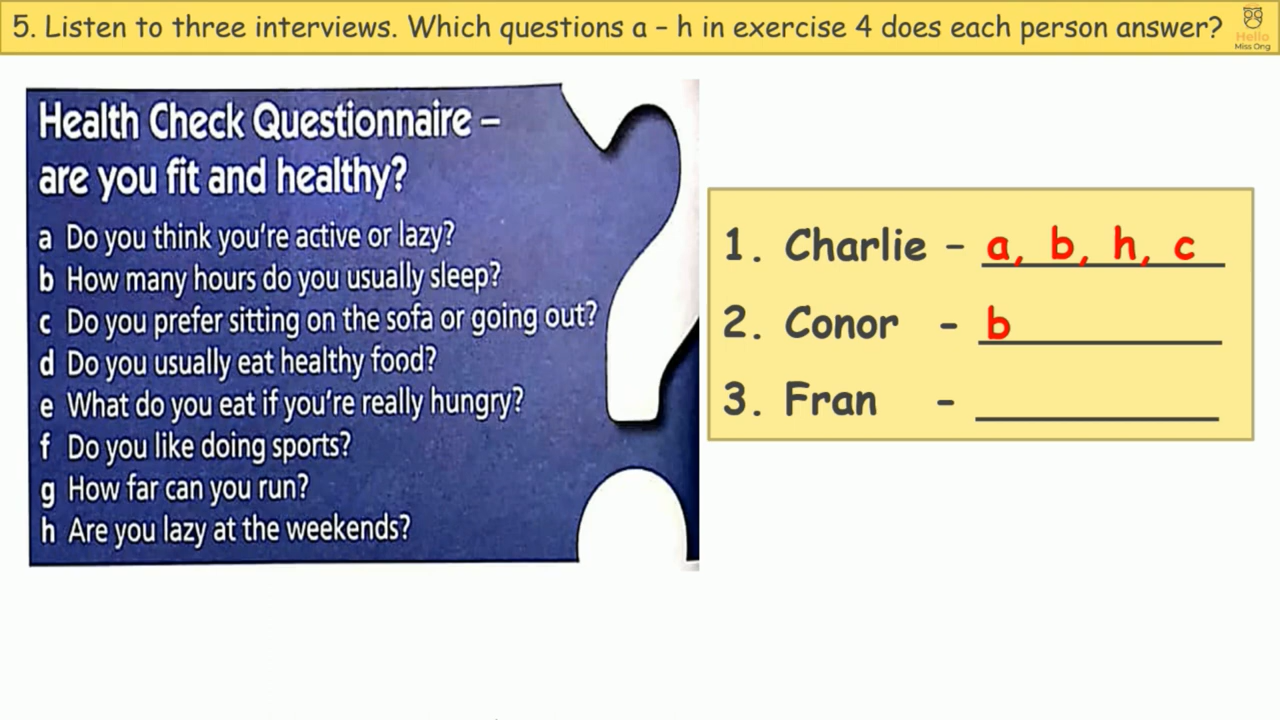 5. Listen to three interviews. Which questions a – h in exercise 4 does each person answer?
Hello
Miss Ong
Health Check Questionnaire –
are you fit and healthy?
a Do you think you're active or lazy?
b How many hours do you usually sleep?
c Do you prefer sitting on the sofa or going out?
d Do you usually eat healthy food?
e What do you eat if you're really hungry?
f Do you like doing sports?
g How far can you run?
h Are you lazy at the weekends?
1. Charlie – a, b, h, c
2. Conor - b
3. Fran -